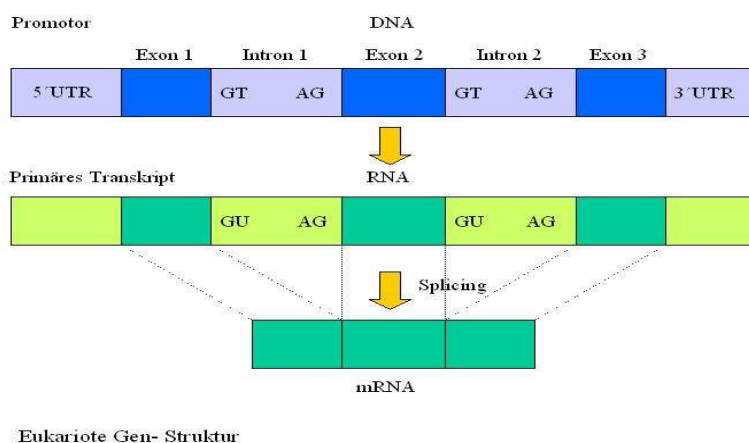 Promotor DNA
Exon 1 Intron 1 Exon 2 Intron 2 Exon 3
5´UTR GT AG GT AG 3´UTR
Primäres Transkript RNA
GU AG GU AG
Splicing
mRNA
Eukariote Gen- Struktur